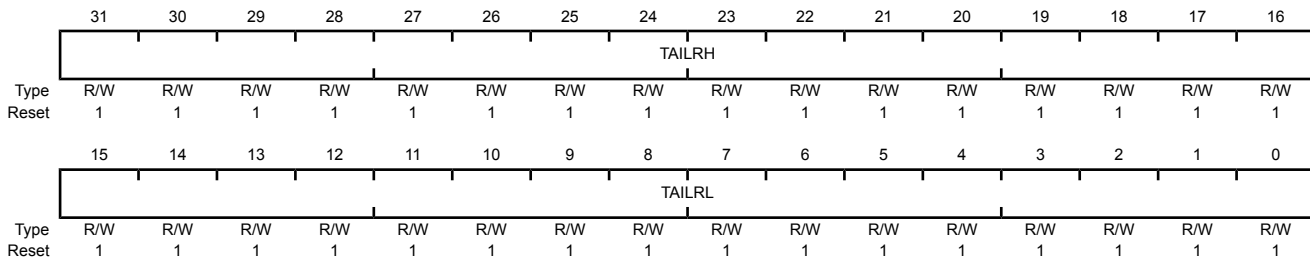 31 30 29 28 27 26 25 24 23 22 21 20 19 18 17 16
TAILRH
Type R/W R/W R/W R/W R/W R/W R/W R/W R/W R/W R/W R/W R/W R/W R/W R/W
Reset 1 1 1 1 1 1 1 1 1 1 1 1 1 1 1 1
15 14 13 12 11 10 9 8 7 6 5 4 3 2 1 0
TAILRL
Type R/W R/W R/W R/W R/W R/W R/W R/W R/W R/W R/W R/W R/W R/W R/W R/W
Reset 1 1 1 1 1 1 1 1 1 1 1 1 1 1 1 1